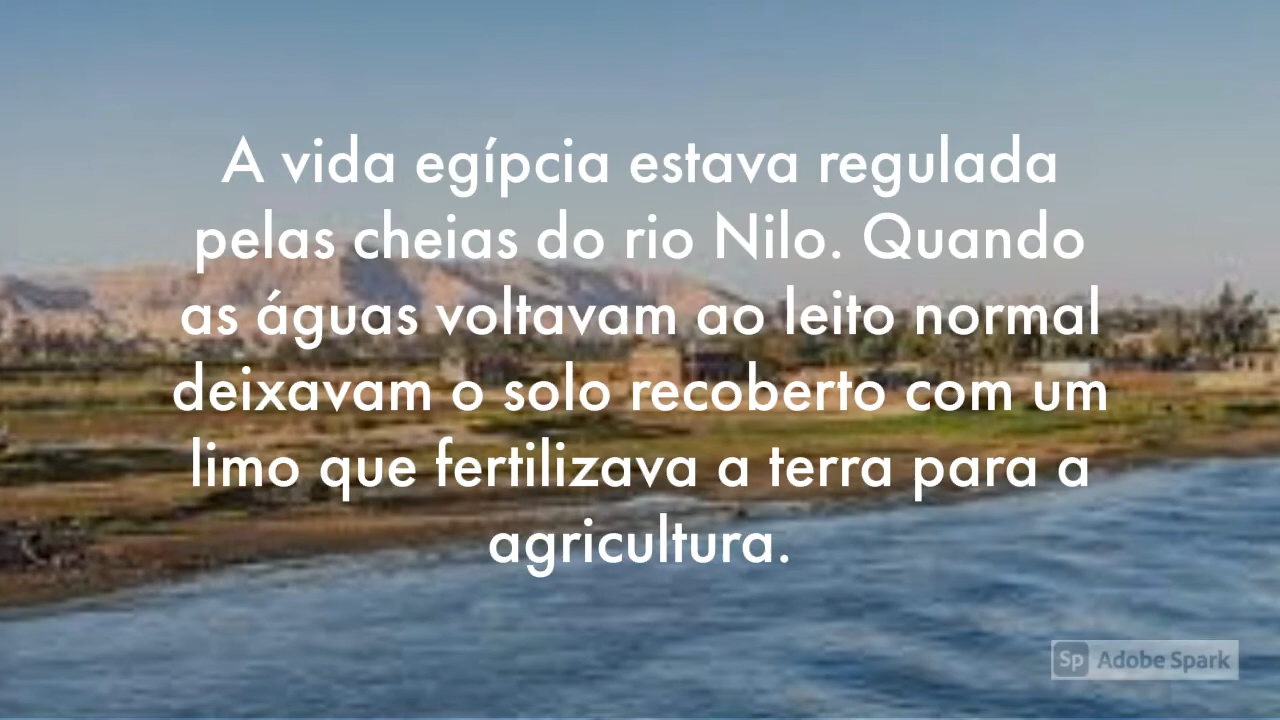 A vida egípcia estava regulada
pelas cheias do rio Nilo. Quando
as águas voltavam ao leito normal
deixavam o solo recoberto com um
limo que fertilizava a terra para a
agricultura.
Sp Adobe Spark